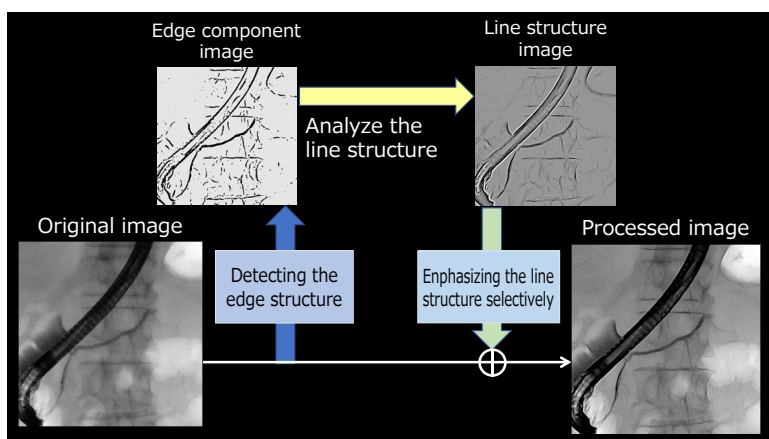 Edge component
image
Line structure
image
Analyze the
line structure
Original image
Processed image
Detecting the
edge structure
Enphasizing the line
structure selectively